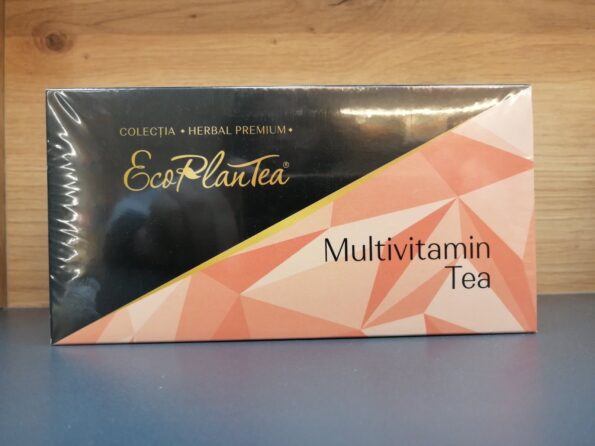 COLECȚIA • HERBAL PREMIUM •
EcoPlanTea®
Multivitamin
Tea